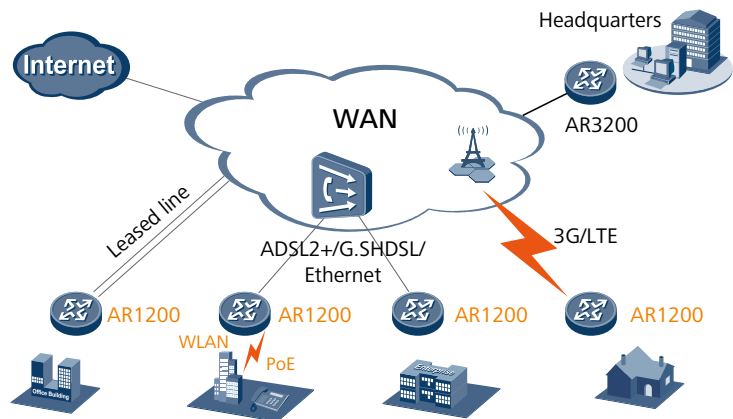 Headquarters
Internet
WAN
AR3200
Leased line
ADSL2+/G.SHDSL/
Ethernet
3G/LTE
AR1200
AR1200
AR1200
AR1200
WLAN
PoE
Office Building
Enterprise